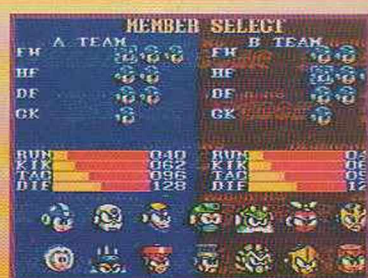 MEMBER SELECT
A TEAM
B TEAM
FW
HF
DF
GK
FW
HF
DF
GK
RUN 040
KIK 062
TAC 096
DIF 128
RUN
KIK
TAC
DIF